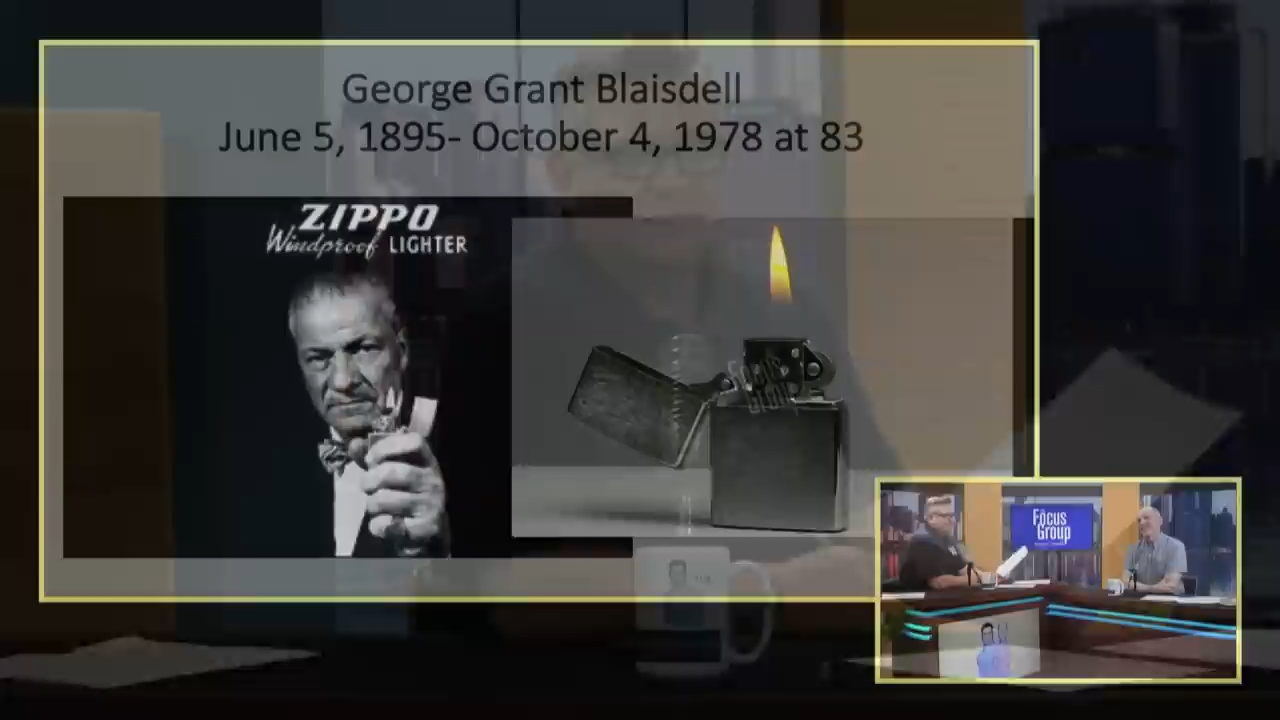 George Grant Blaisdell
June 5, 1895- October 4, 1978 at 83
ZIPPO
Windproof LIGHTER
Focus
Group